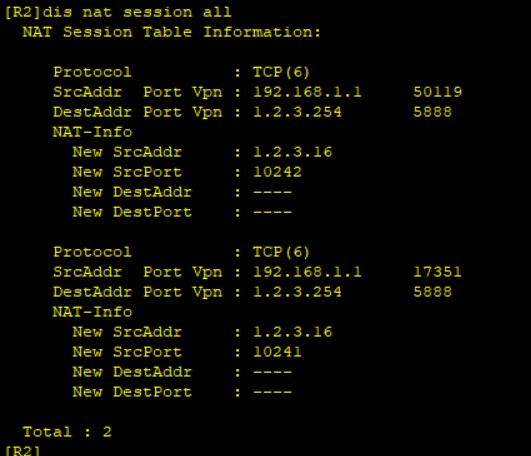 [R2]dis nat session all
NAT Session Table Information:
Protocol : TCP(6)
SrcAddr Port Vpn : 192.168.1.1 50119
DestAddr Port Vpn : 1.2.3.254 5888
NAT-Info
New SrcAddr : 1.2.3.16
New SrcPort : 10242
New DestAddr : ----
New DestPort : ----
Protocol : TCP(6)
SrcAddr Port Vpn : 192.168.1.1 17351
DestAddr Port Vpn : 1.2.3.254 5888
NAT-Info
New SrcAddr : 1.2.3.16
New SrcPort : 10241
New DestAddr : ----
New DestPort : ----
Total : 2
[R2]